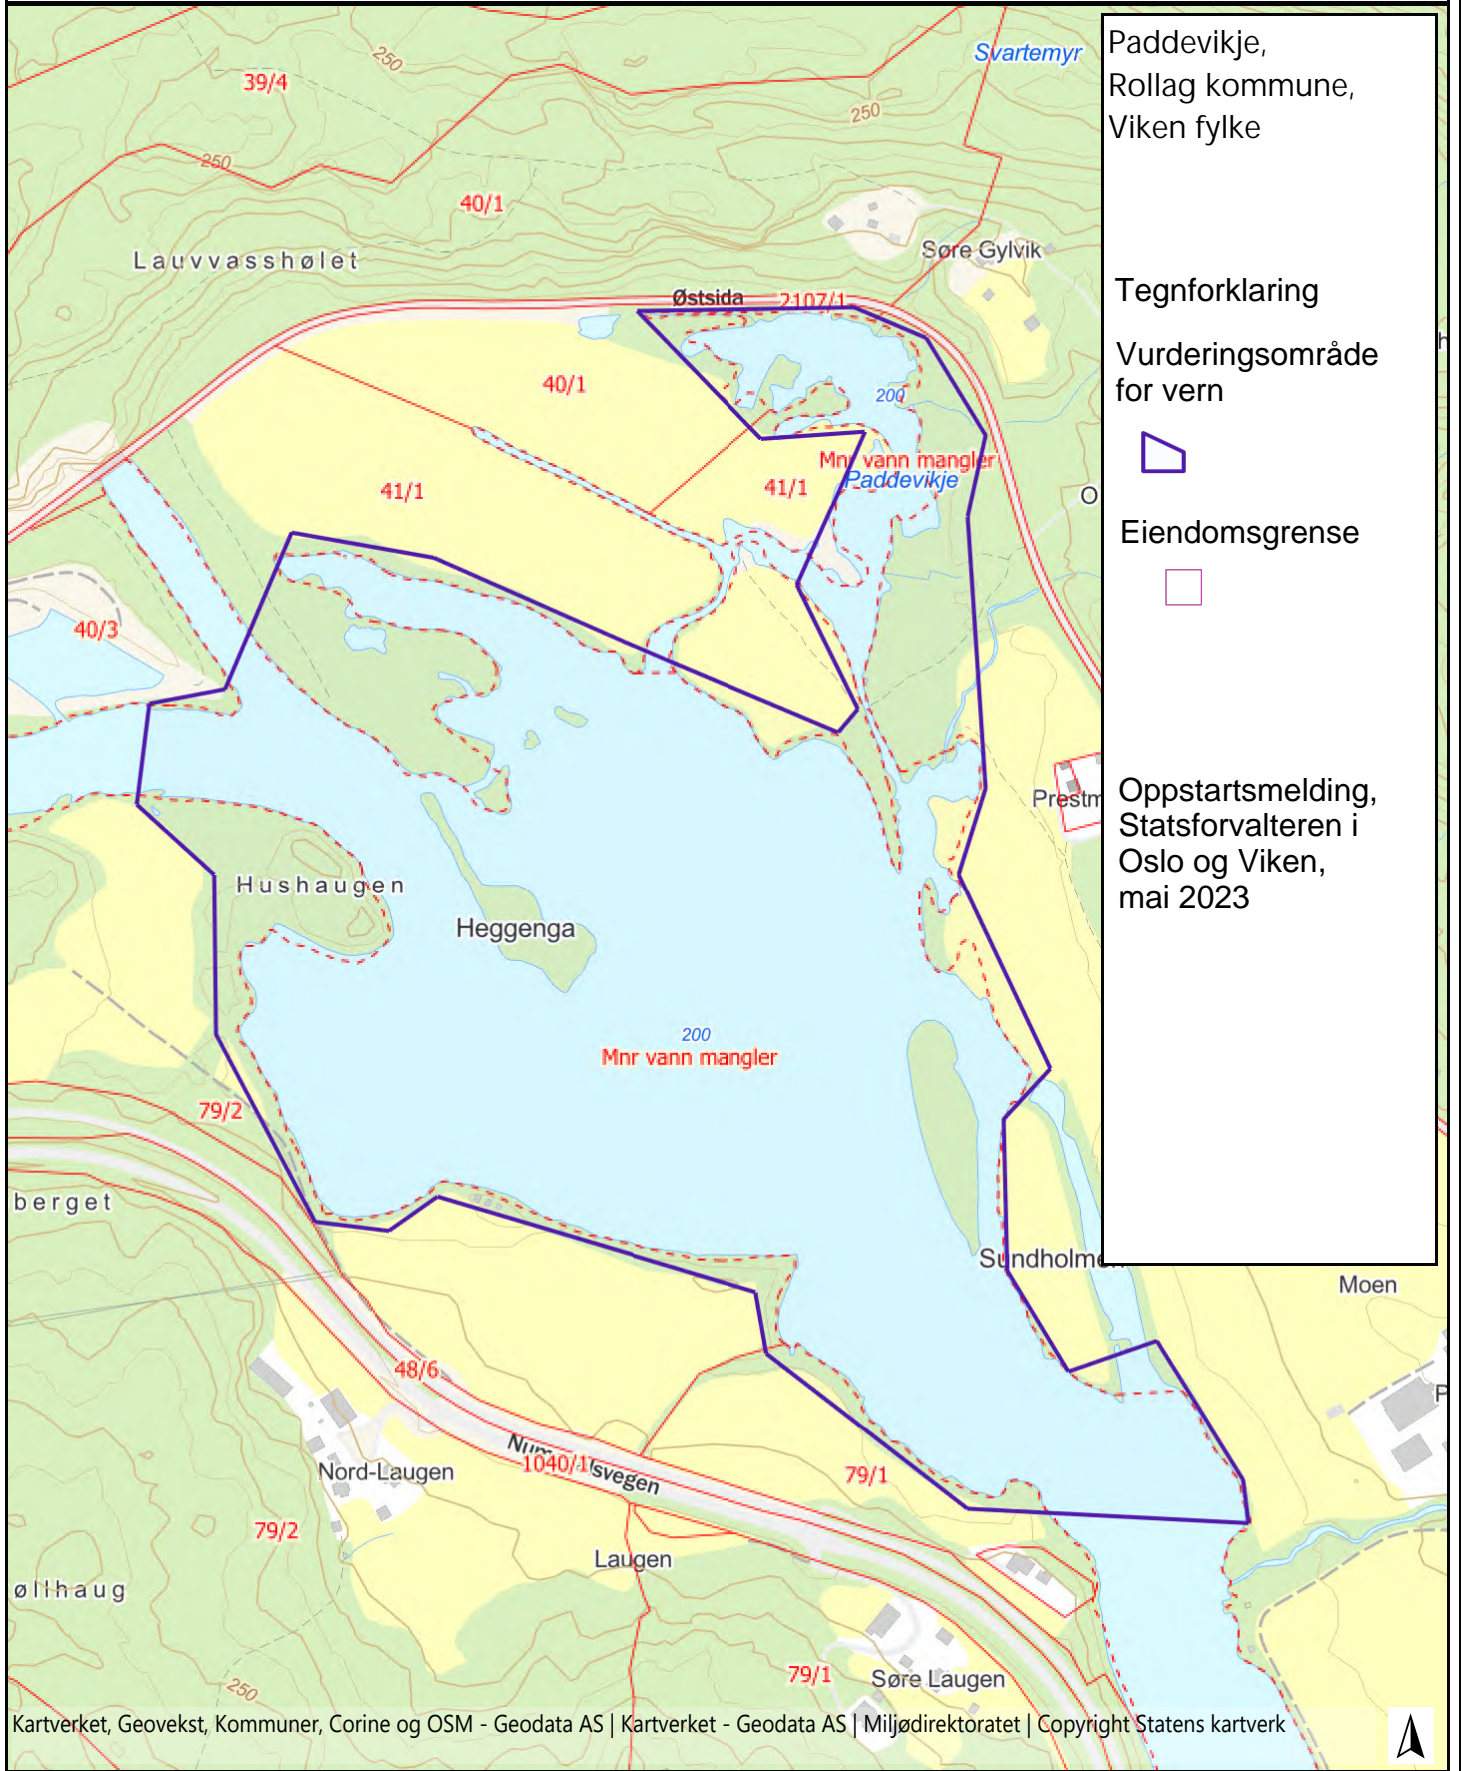 Paddevikje,
Rollag kommune,
Viken fylke
Tegnforklaring
Vurderingsområde
for vern
Eiendomsgrense
Oppstartsmelding,
Statsforvalteren i
Oslo og Viken,
mai 2023
Svartemyr
250
39/4
250
250
40/1
Søre Gylvik
Lauvvasshølet
Østsida
2107/1
40/1
200
Mnr vann mangler
Paddevikje
41/1
41/1
O
40/3
Prestm
Hushaugen
Heggenga
200
Mnr vann mangler
79/2
berget
Sundholmen
Moen
48/6
P
1040/1
svegen
79/1
Nord-Laugen
79/2
Laugen
øllhaug
79/1
Søre Laugen
250
Kartverket, Geovekst, Kommuner, Corine og OSM - Geodata AS | Kartverket - Geodata AS | Miljødirektoratet | Copyright Statens kartverk